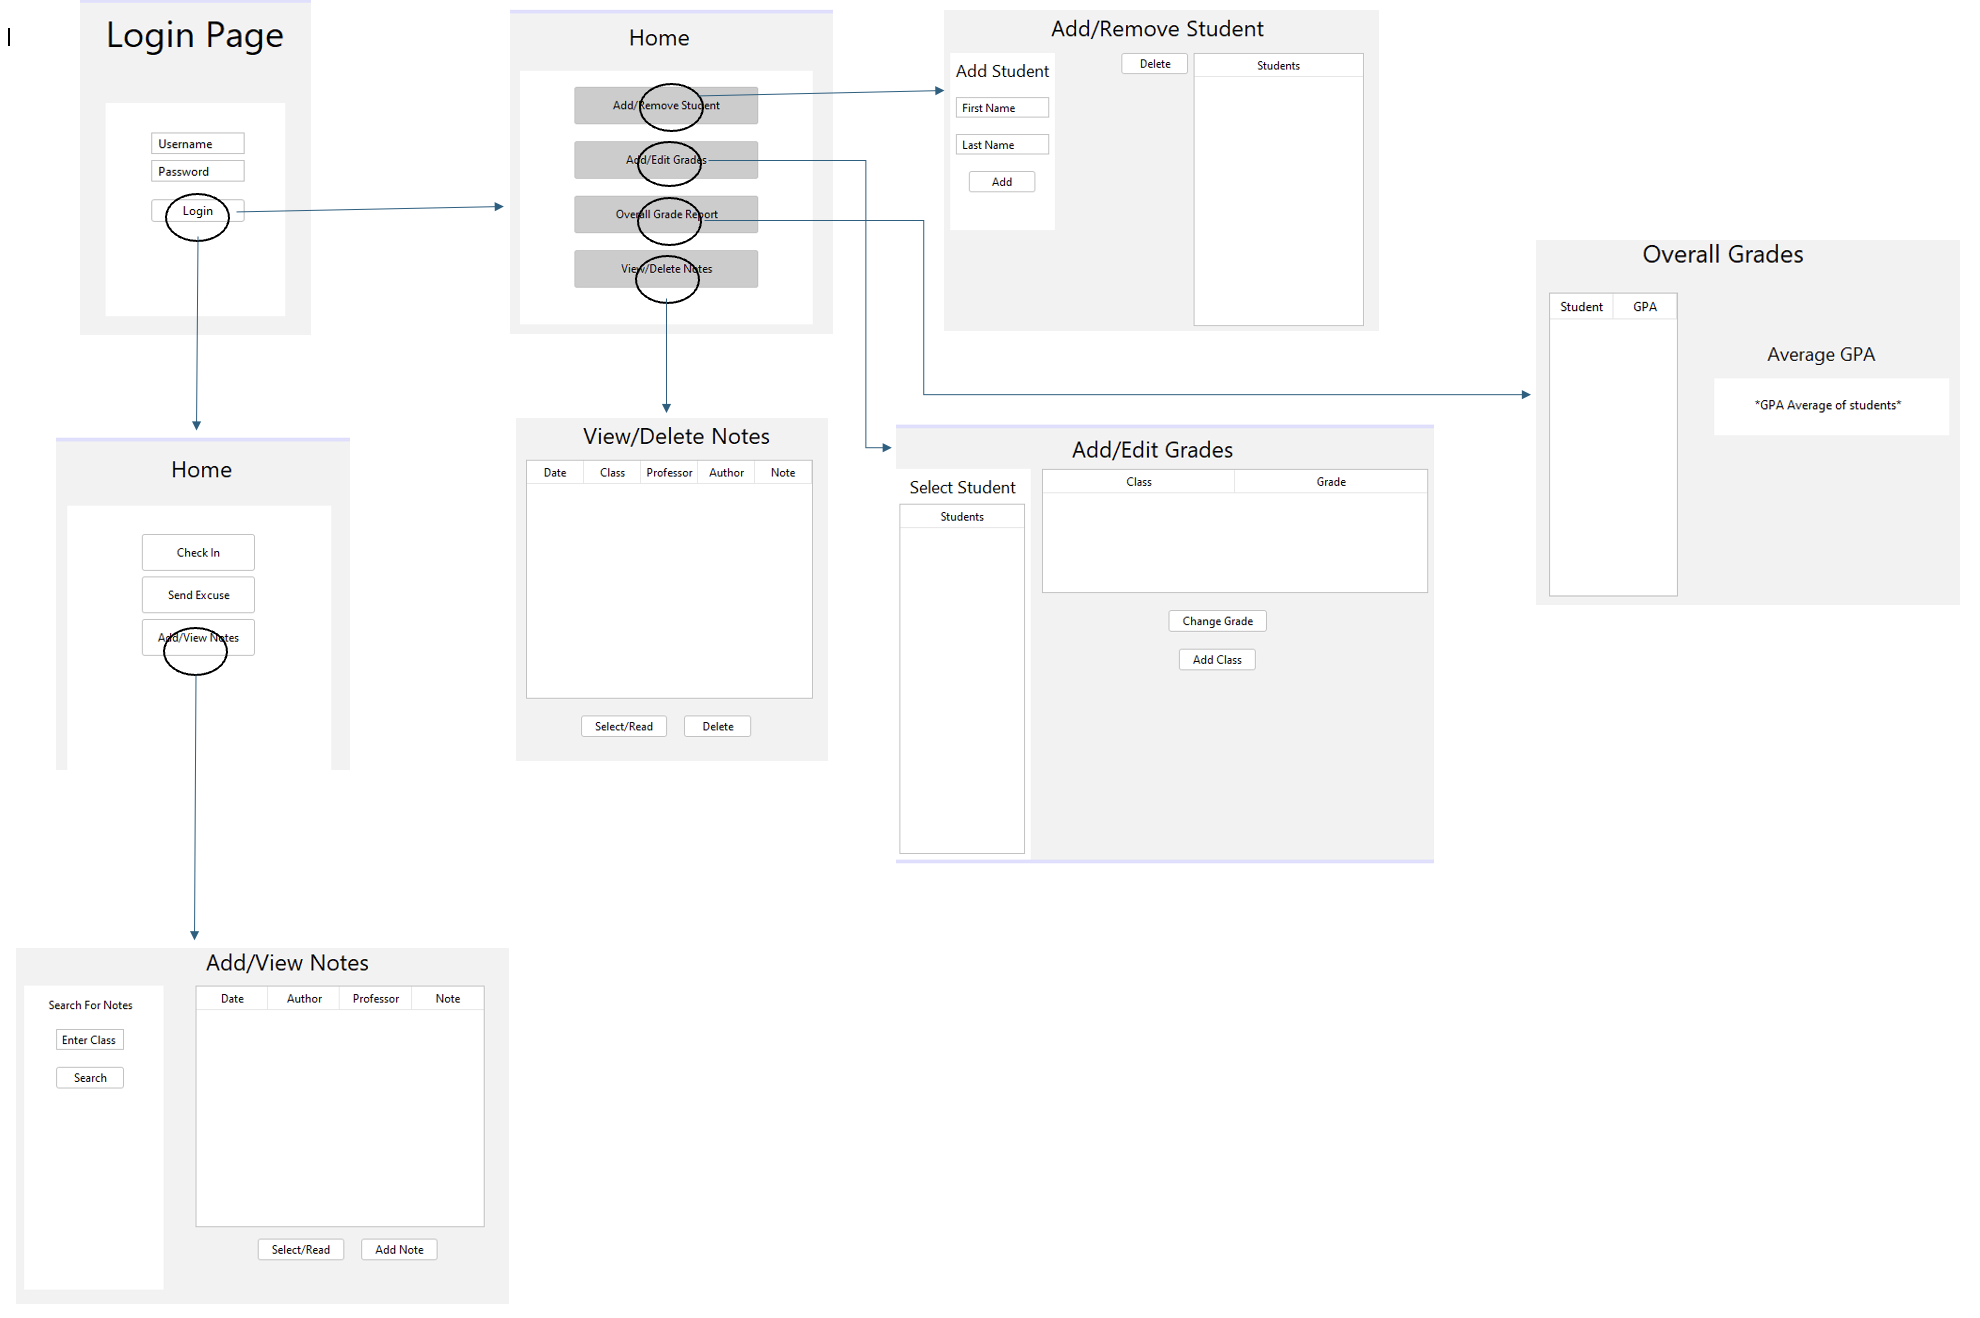 Login Page
Username
Password
Login
Home
Add/Remove Student
Add/Edit Grades
Overall Grade Report
View/Delete Notes
Add/Remove Student
Add Student
First Name
Last Name
Add
Delete
Students
Overall Grades
Student GPA
Average GPA
*GPA Average of students*
Home
Check In
Send Excuse
Add/View Notes
View/Delete Notes
Date Class Professor Author Note
Select/Read Delete
Add/Edit Grades
Select Student
Students
Class Grade
Change Grade
Add Class
Add/View Notes
Search For Notes
Enter Class
Search
Date Author Professor Note
Select/Read Add Note